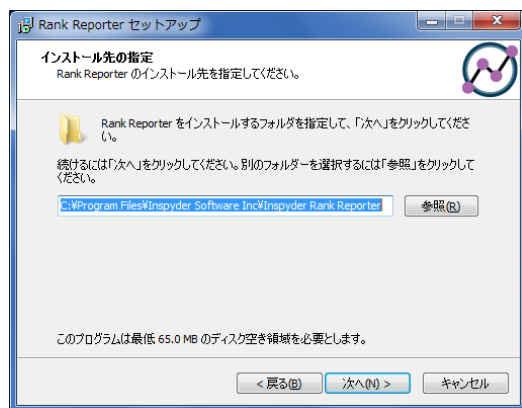 Rank Reporter セットアップ
インストール先の指定
Rank Reporter のインストール先を指定してください。
Rank Reporter をインストールするフォルダを指定して、「次へ」をクリックしてくださ
い。
続けるには「次へ」をクリックしてください。別のフォルダーを選択するには「参照」をクリックして
ください。
C:¥Program Files¥Inspyder Software Inc¥Inspyder Rank Reporter 参照(R)
このプログラムは最低 65.0 MB のディスク空き領域を必要とします。
< 戻る(B) 次へ(N) > キャンセル